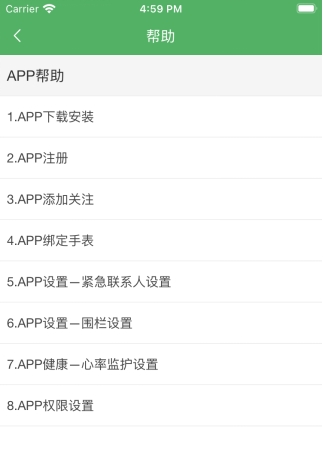 Carrier 4:59 PM
帮助
APP帮助
1.APP下载安装
2.APP注册
3.APP添加关注
4.APP绑定手表
5.APP设置—紧急联系人设置
6.APP设置—围栏设置
7.APP健康—心率监护设置
8.APP权限设置